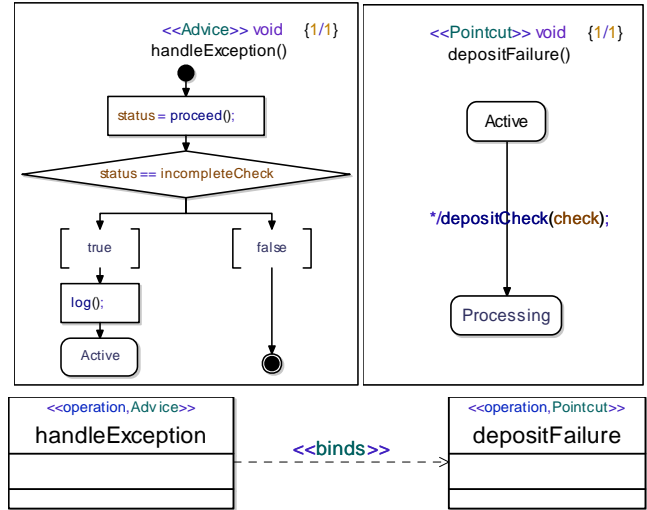 <<Advice>> void {1/1}
handleException()
status = proceed();
status == incompleteCheck
true
false
log();
Active
<<Pointcut>> void {1/1}
depositFailure()
Active
*/depositCheck(check);
Processing
<<operation,Advice>>
handleException
<<binds>>
<<operation,Pointcut>>
depositFailure